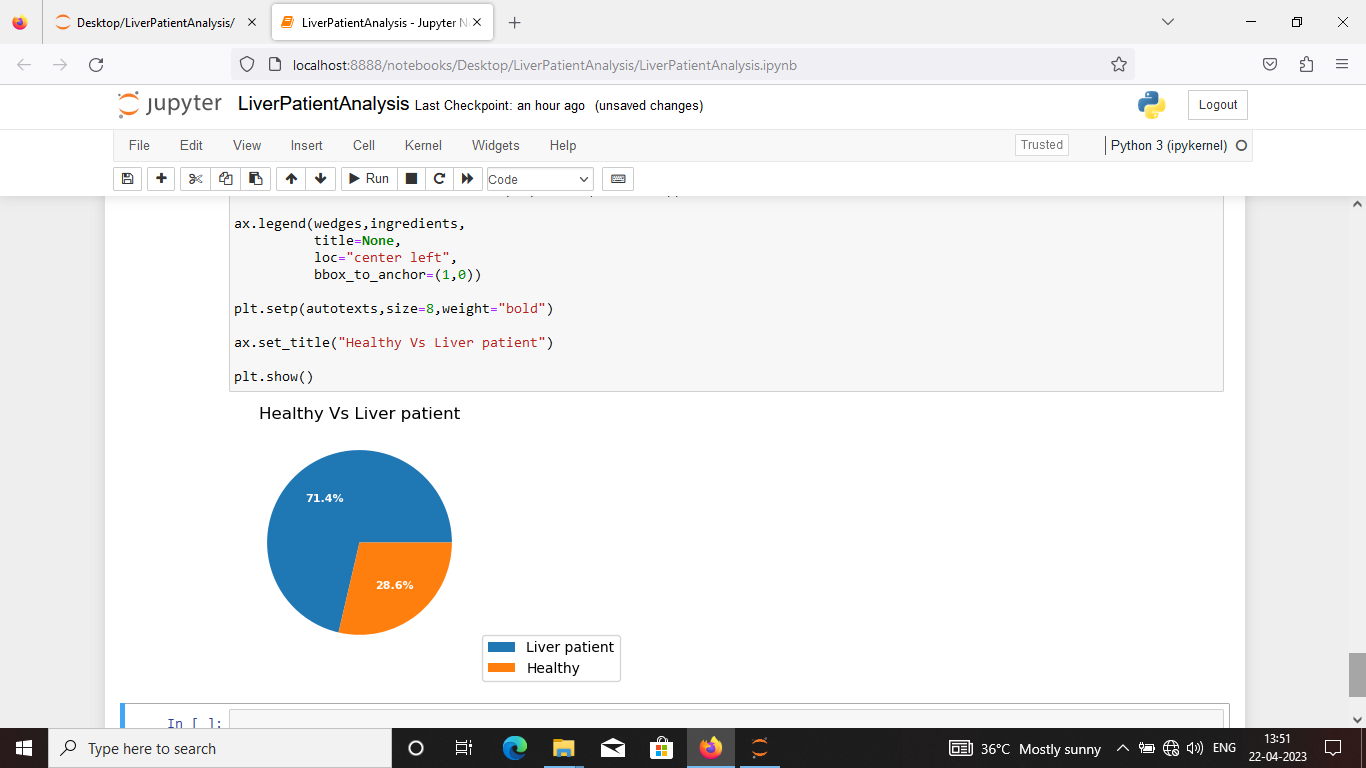 Desktop/LiverPatientAnalysis/
LiverPatientAnalysis - Jupyter N
localhost:8888/notebooks/Desktop/LiverPatientAnalysis/LiverPatientAnalysis.ipynb
jupyter LiverPatientAnalysis Last Checkpoint: an hour ago (unsaved changes)
Logout
File Edit View Insert Cell Kernel Widgets Help
Trusted
Python 3 (ipykernel)
Run
Code
ax.legend(wedges,ingredients,
title=None,
loc="center left",
bbox_to_anchor=(1,0))
plt.setp(autotexts,size=8,weight="bold")
ax.set_title("Healthy Vs Liver patient")
plt.show()
Healthy Vs Liver patient
71.4%
28.6%
Liver patient
Healthy
In [ ]:
Type here to search
36°C Mostly sunny
ENG
13:51
22-04-2023